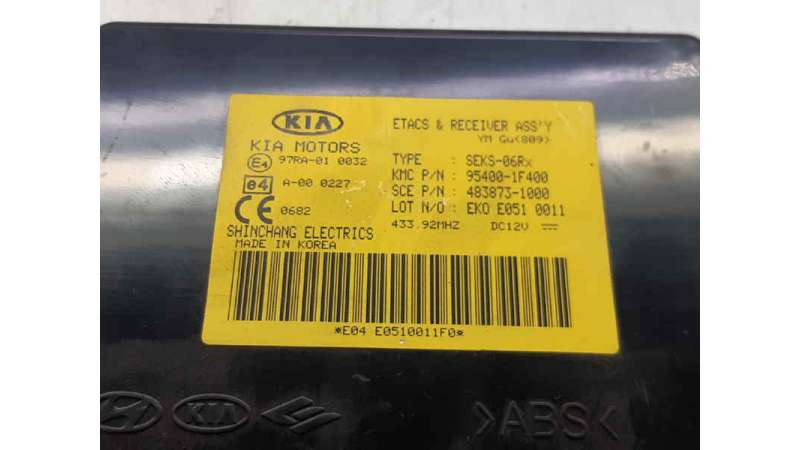 KIA
KIA MOTORS
E4 97RA-01 0032
e4 A-00 0227
CE 0682
SHINCHANG ELECTRICS
MADE IN KOREA
ETACS & RECEIVER ASS'Y
YM Gu(809)
TYPE : SEKS-06Rx
KMC P/N : 95400-1F400
SCE P/N : 483873-1000
LOT N/O : EKO E051 0011
433.92MHZ DC12V
*E04 E0510011F0*
KIA
>ABS<